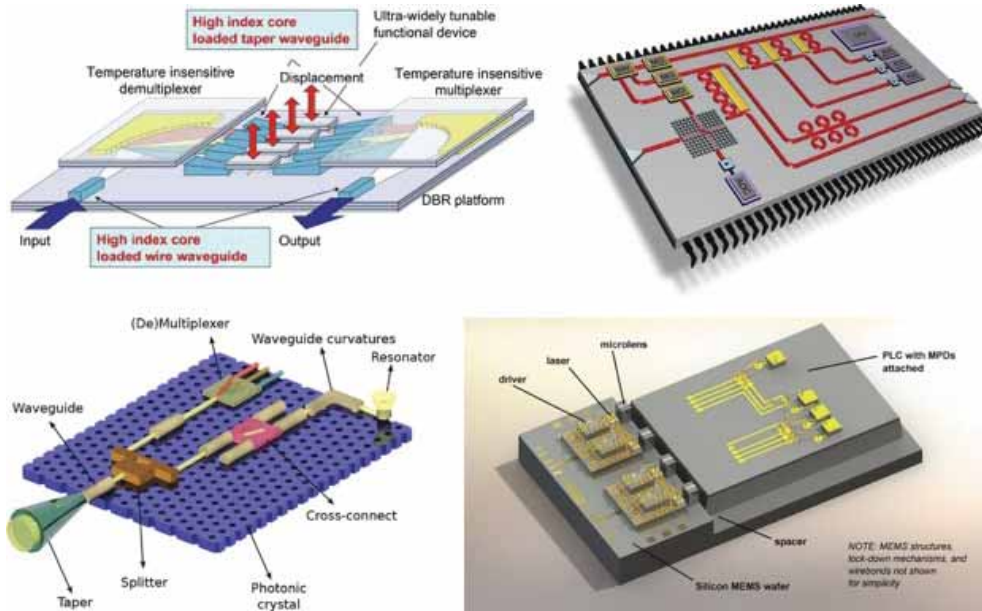 High index core
loaded taper waveguide
Ultra-widely tunable
functional device
Temperature insensitive
demultiplexer
Displacement
Temperature insensitive
multiplexer
DBR platform
Input
Output
High index core
loaded wire waveguide
(De)Multiplexer
Waveguide curvatures
Resonator
Waveguide
Cross-connect
Photonic
crystal
Splitter
Taper
microlens
laser
driver
PLC with MPDs
attached
spacer
Silicon MEMS water
NOTE: MEMS structures,
lock-down mechanisms, and
wirebonds not shown
for simplicity